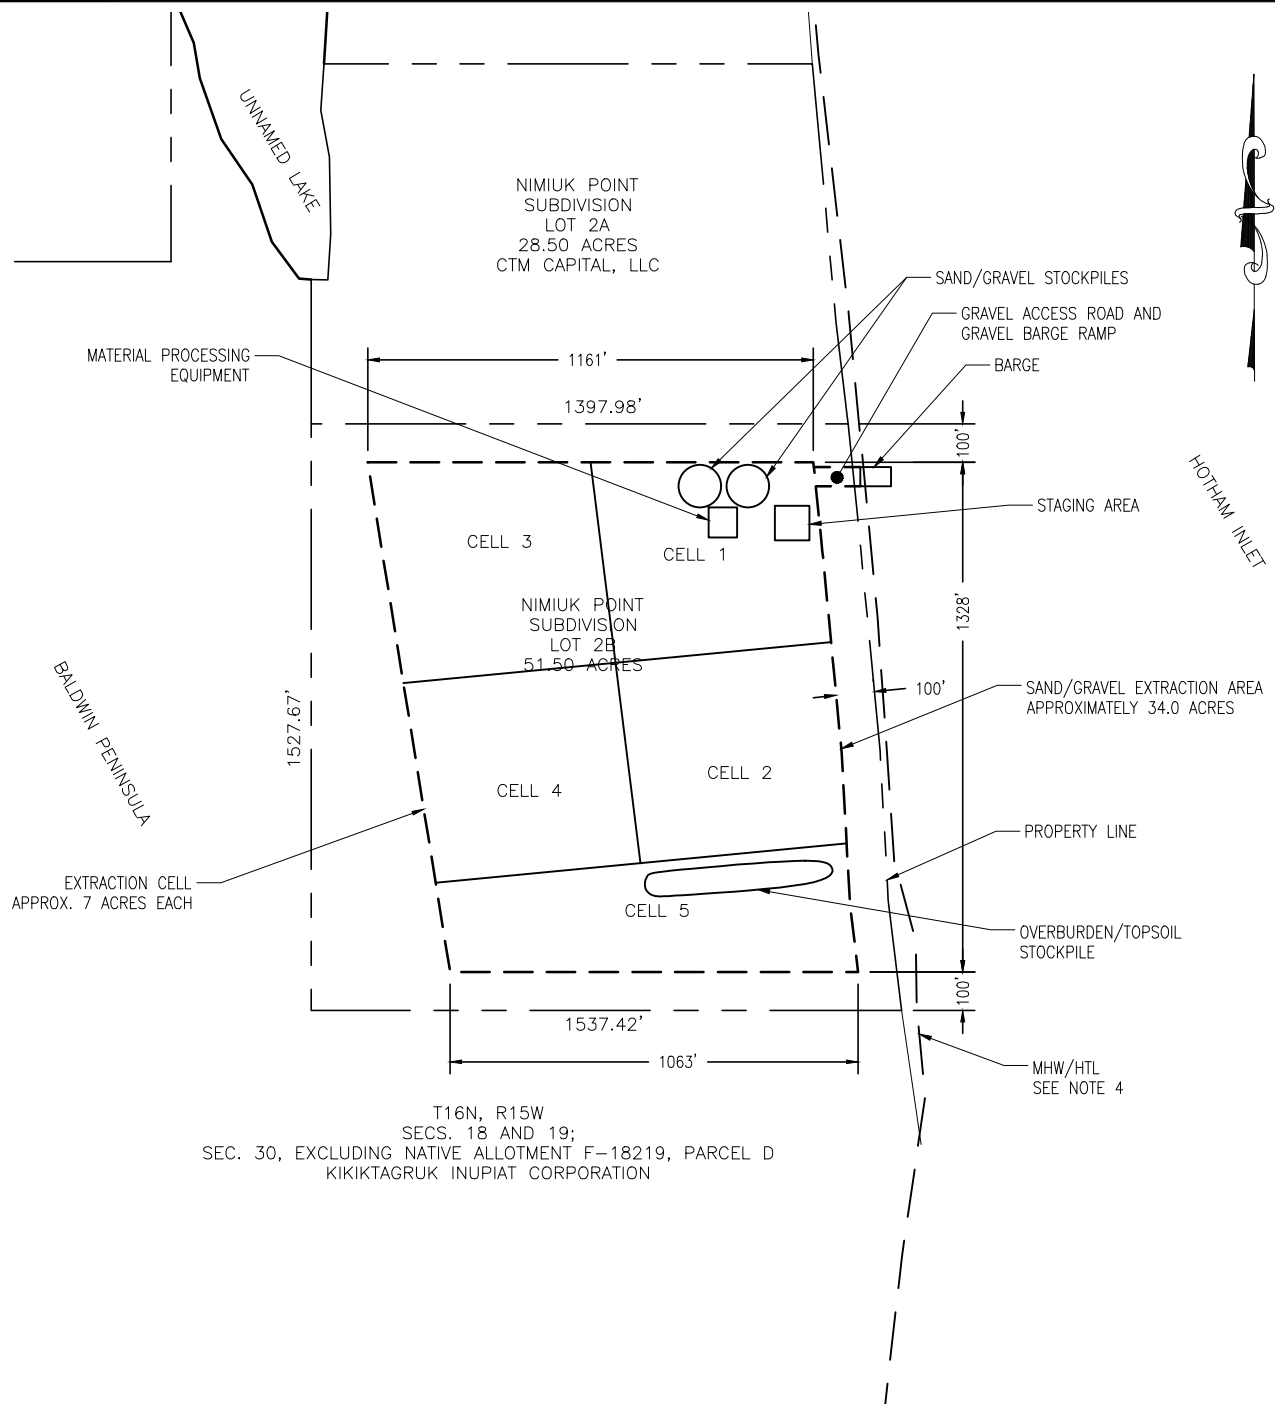 UNNAMED LAKE
NIMIUK POINT
SUBDIVISION
LOT 2A
28.50 ACRES
CTM CAPITAL, LLC
SAND/GRAVEL STOCKPILES
GRAVEL ACCESS ROAD AND
GRAVEL BARGE RAMP
BARGE
MATERIAL PROCESSING
EQUIPMENT
1161'
1397.98'
100'
HOTHAM INLET
STAGING AREA
CELL 3
CELL 1
NIMIUK POINT
SUBDIVISION
LOT 2B
51.50 ACRES
1328'
BALDWIN PENINSULA
1527.67'
100'
SAND/GRAVEL EXTRACTION AREA
APPROXIMATELY 34.0 ACRES
CELL 2
CELL 4
PROPERTY LINE
EXTRACTION CELL
APPROX. 7 ACRES EACH
CELL 5
OVERBURDEN/TOPSOIL
STOCKPILE
100'
1537.42'
1063'
MHW/HTL
SEE NOTE 4
T16N, R15W
SECS. 18 AND 19;
SEC. 30, EXCLUDING NATIVE ALLOTMENT F-18219, PARCEL D
KIKIKTAGRUK INUPIAT CORPORATION